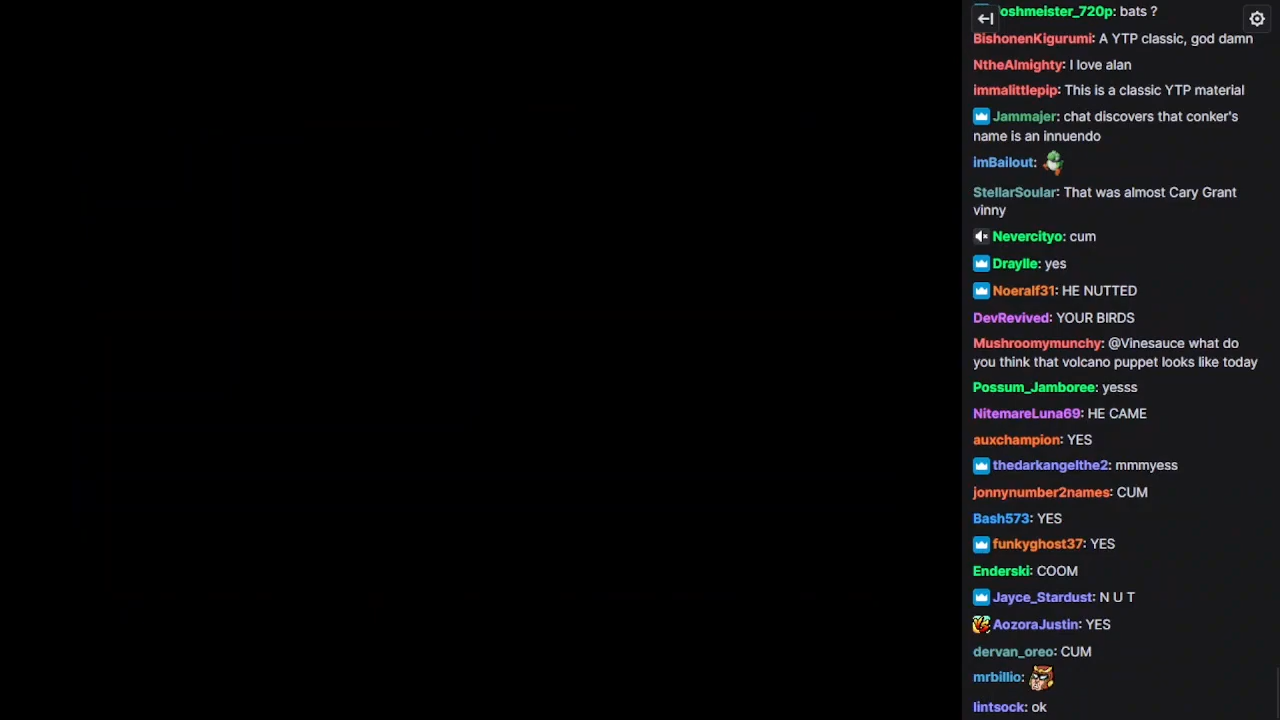 oshmeister_720p: bats ?
BishonenKigurumi: A YTP classic, god damn
NtheAlmighty: I love alan
immalittlepip: This is a classic YTP material
Jammajer: chat discovers that conker's
name is an innuendo
imBailout:
StellarSoular: That was almost Cary Grant
vinny
Nevercityo: cum
Draylle: yes
Noeralf31: HE NUTTED
DevRevived: YOUR BIRDS
Mushroomymunchy: @Vinesauce what do
you think that volcano puppet looks like today
Possum_Jamboree: yesss
NitemareLuna69: HE CAME
auxchampion: YES
thedarkangelthe2: mmmyess
jonnynumber2names: CUM
Bash573: YES
funkyghost37: YES
Enderski: COOM
Jayce_Stardust: N U T
AozoraJustin: YES
dervan_oreo: CUM
mrbillio:
lintsock: ok